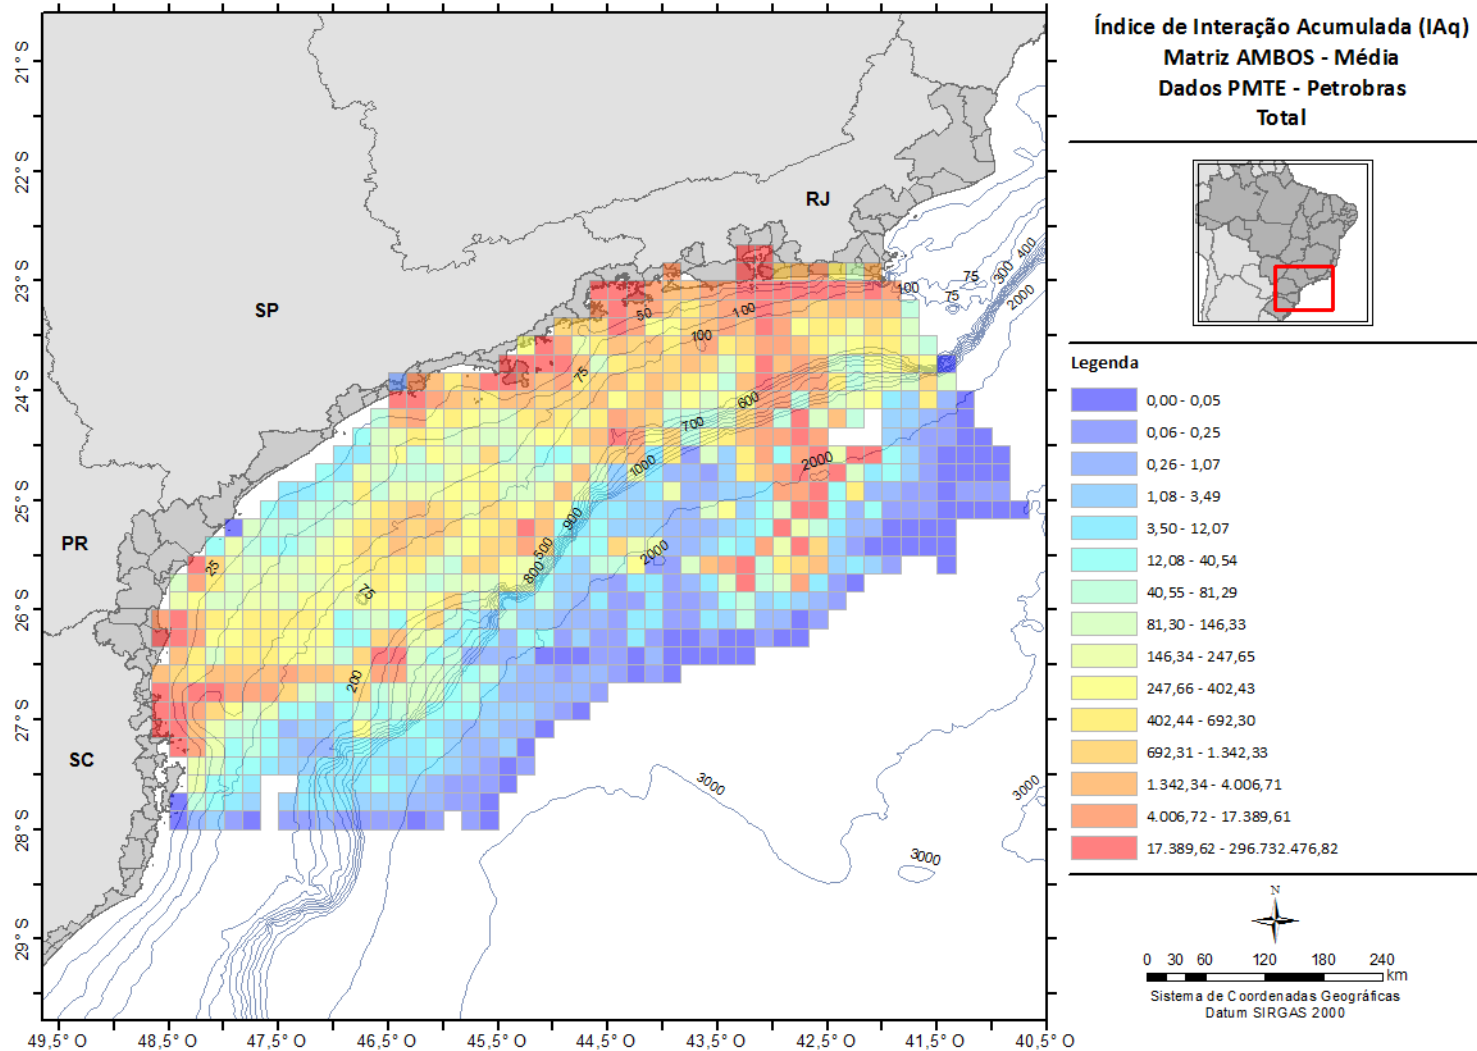 Índice de Interação Acumulada (IAq)
Matriz AMBOS - Média
Dados PMTE - Petrobras
Total
Legenda
0,00 - 0,05
0,06 - 0,25
0,26 - 1,07
1,08 - 3,49
3,50 - 12,07
12,08 - 40,54
40,55 - 81,29
81,30 - 146,33
146,34 - 247,65
247,66 - 402,43
402,44 - 692,30
692,31 - 1.342,33
1.342,34 - 4.006,71
4.006,72 - 17.389,61
17.389,62 - 296.732.476,82
N
0 30 60 120 180 240
km
Sistema de Coordenadas Geográficas
Datum SIRGAS 2000
21° S
22° S
23° S
24° S
25° S
26° S
27° S
28° S
29° S
49,5° O 48,5° O 47,5° O 46,5° O 45,5° O 44,5° O 43,5° O 42,5° O 41,5° O 40,5° O
RJ
SP
PR
SC
400
300
75
2000
100
75
50
100
100
75
600
700
1000
2000
900
500
800
2000
25
75
200
3000
3000
3000